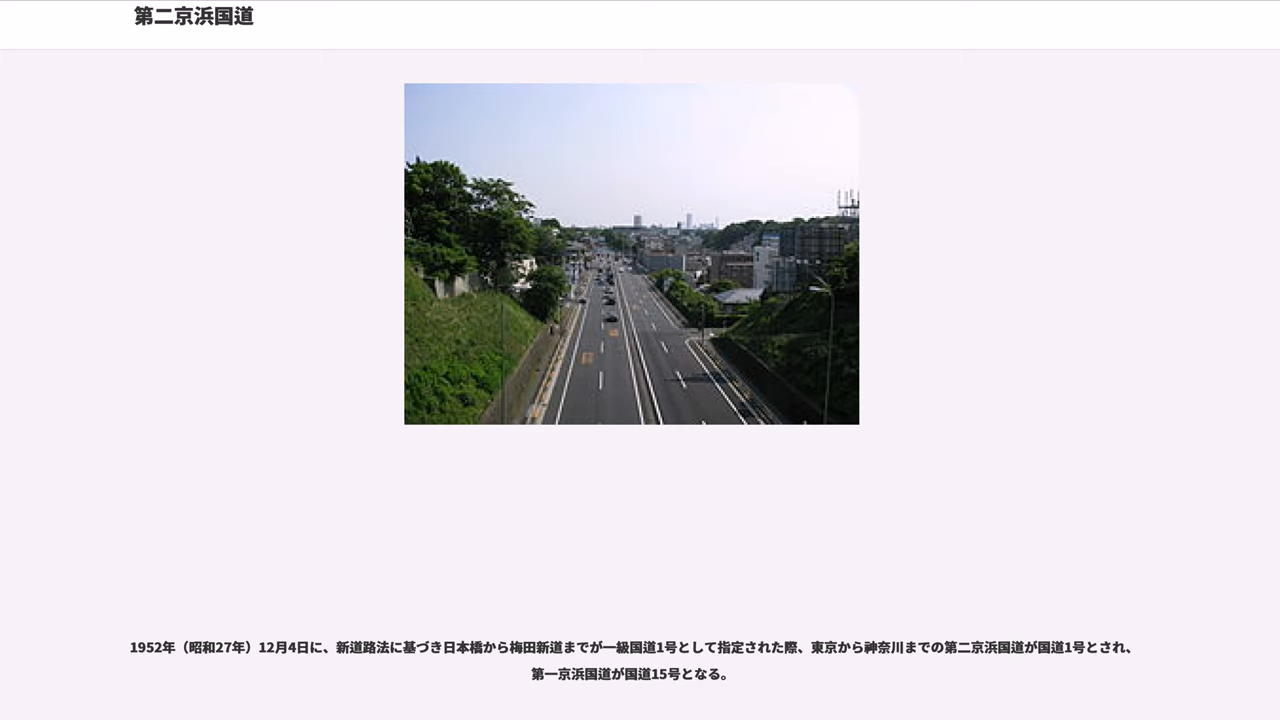 第二京浜国道
1952年（昭和27年）12月4日に、新道路法に基づき日本橋から梅田新道までが一級国道1号として指定された際、東京から神奈川までの第二京浜国道が国道1号とされ、
第一京浜国道が国道15号となる。